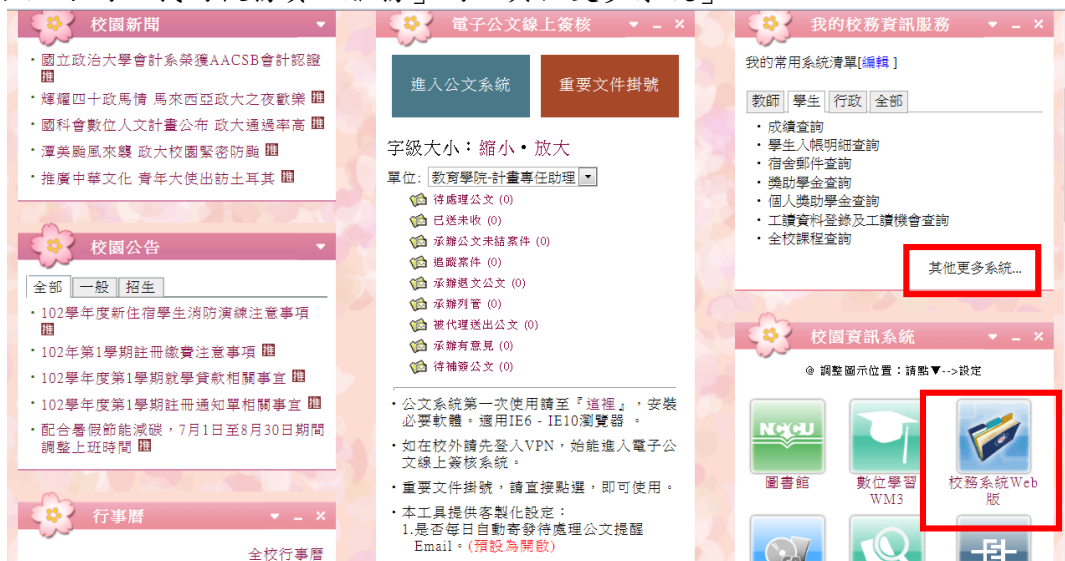 校園新聞
・國立政治大學會計系榮獲AACSB會計認證
推
・輝耀四十政馬情 馬來西亞政大之夜歡樂 推
・國科會數位人文計畫公布 政大通過率高 推
・潭美颱風來襲 政大校園緊密防颱 推
・推廣中華文化 青年大使出訪土耳其 推
校園公告
全部 一般 招生
・102學年度新住宿學生消防演練注意事項
推
・102年第1學期註冊繳費注意事項 推
・102學年度第1學期就學貸款相關事宜 推
・102學年度第1學期註冊通知單相關事宜 推
・配合暑假節能減碳，7月1日至8月30日期間
調整上班時間 推
行事曆
全校行事曆
電子公文線上簽核
進入公文系統 重要文件掛號
字級大小：縮小・放大
單位: 教育學院-計畫專任助理
待處理公文 (0)
已送未收 (0)
承辦公文未結案件 (0)
追蹤案件 (0)
承辦退文公文 (0)
承辦列管 (0)
被代理送出公文 (0)
承辦有意見 (0)
待補簽公文 (0)
・公文系統第一次使用請至『這裡』，安裝
必要軟體。適用IE6 - IE10瀏覽器 。
・如在校外請先登入VPN，始能進入電子公
文線上簽核系統。
・重要文件掛號，請直接點選，即可使用。
・本工具提供客製化設定：
1.是否每日自動寄發待處理公文提醒
Email。(預設為開啟)
我的校務資訊服務
我的常用系統清單[編輯 ]
教師 學生 行政 全部
・成績查詢
・學生入帳明細查詢
・宿舍郵件查詢
・獎助學金查詢
・個人獎助學金查詢
・工讀資料登錄及工讀機會查詢
・全校課程查詢
其他更多系統...
校園資訊系統
◎ 調整圖示位置：請點▼-->設定
NCCU
圖書館
數位學習
WM3
校務系統Web
版